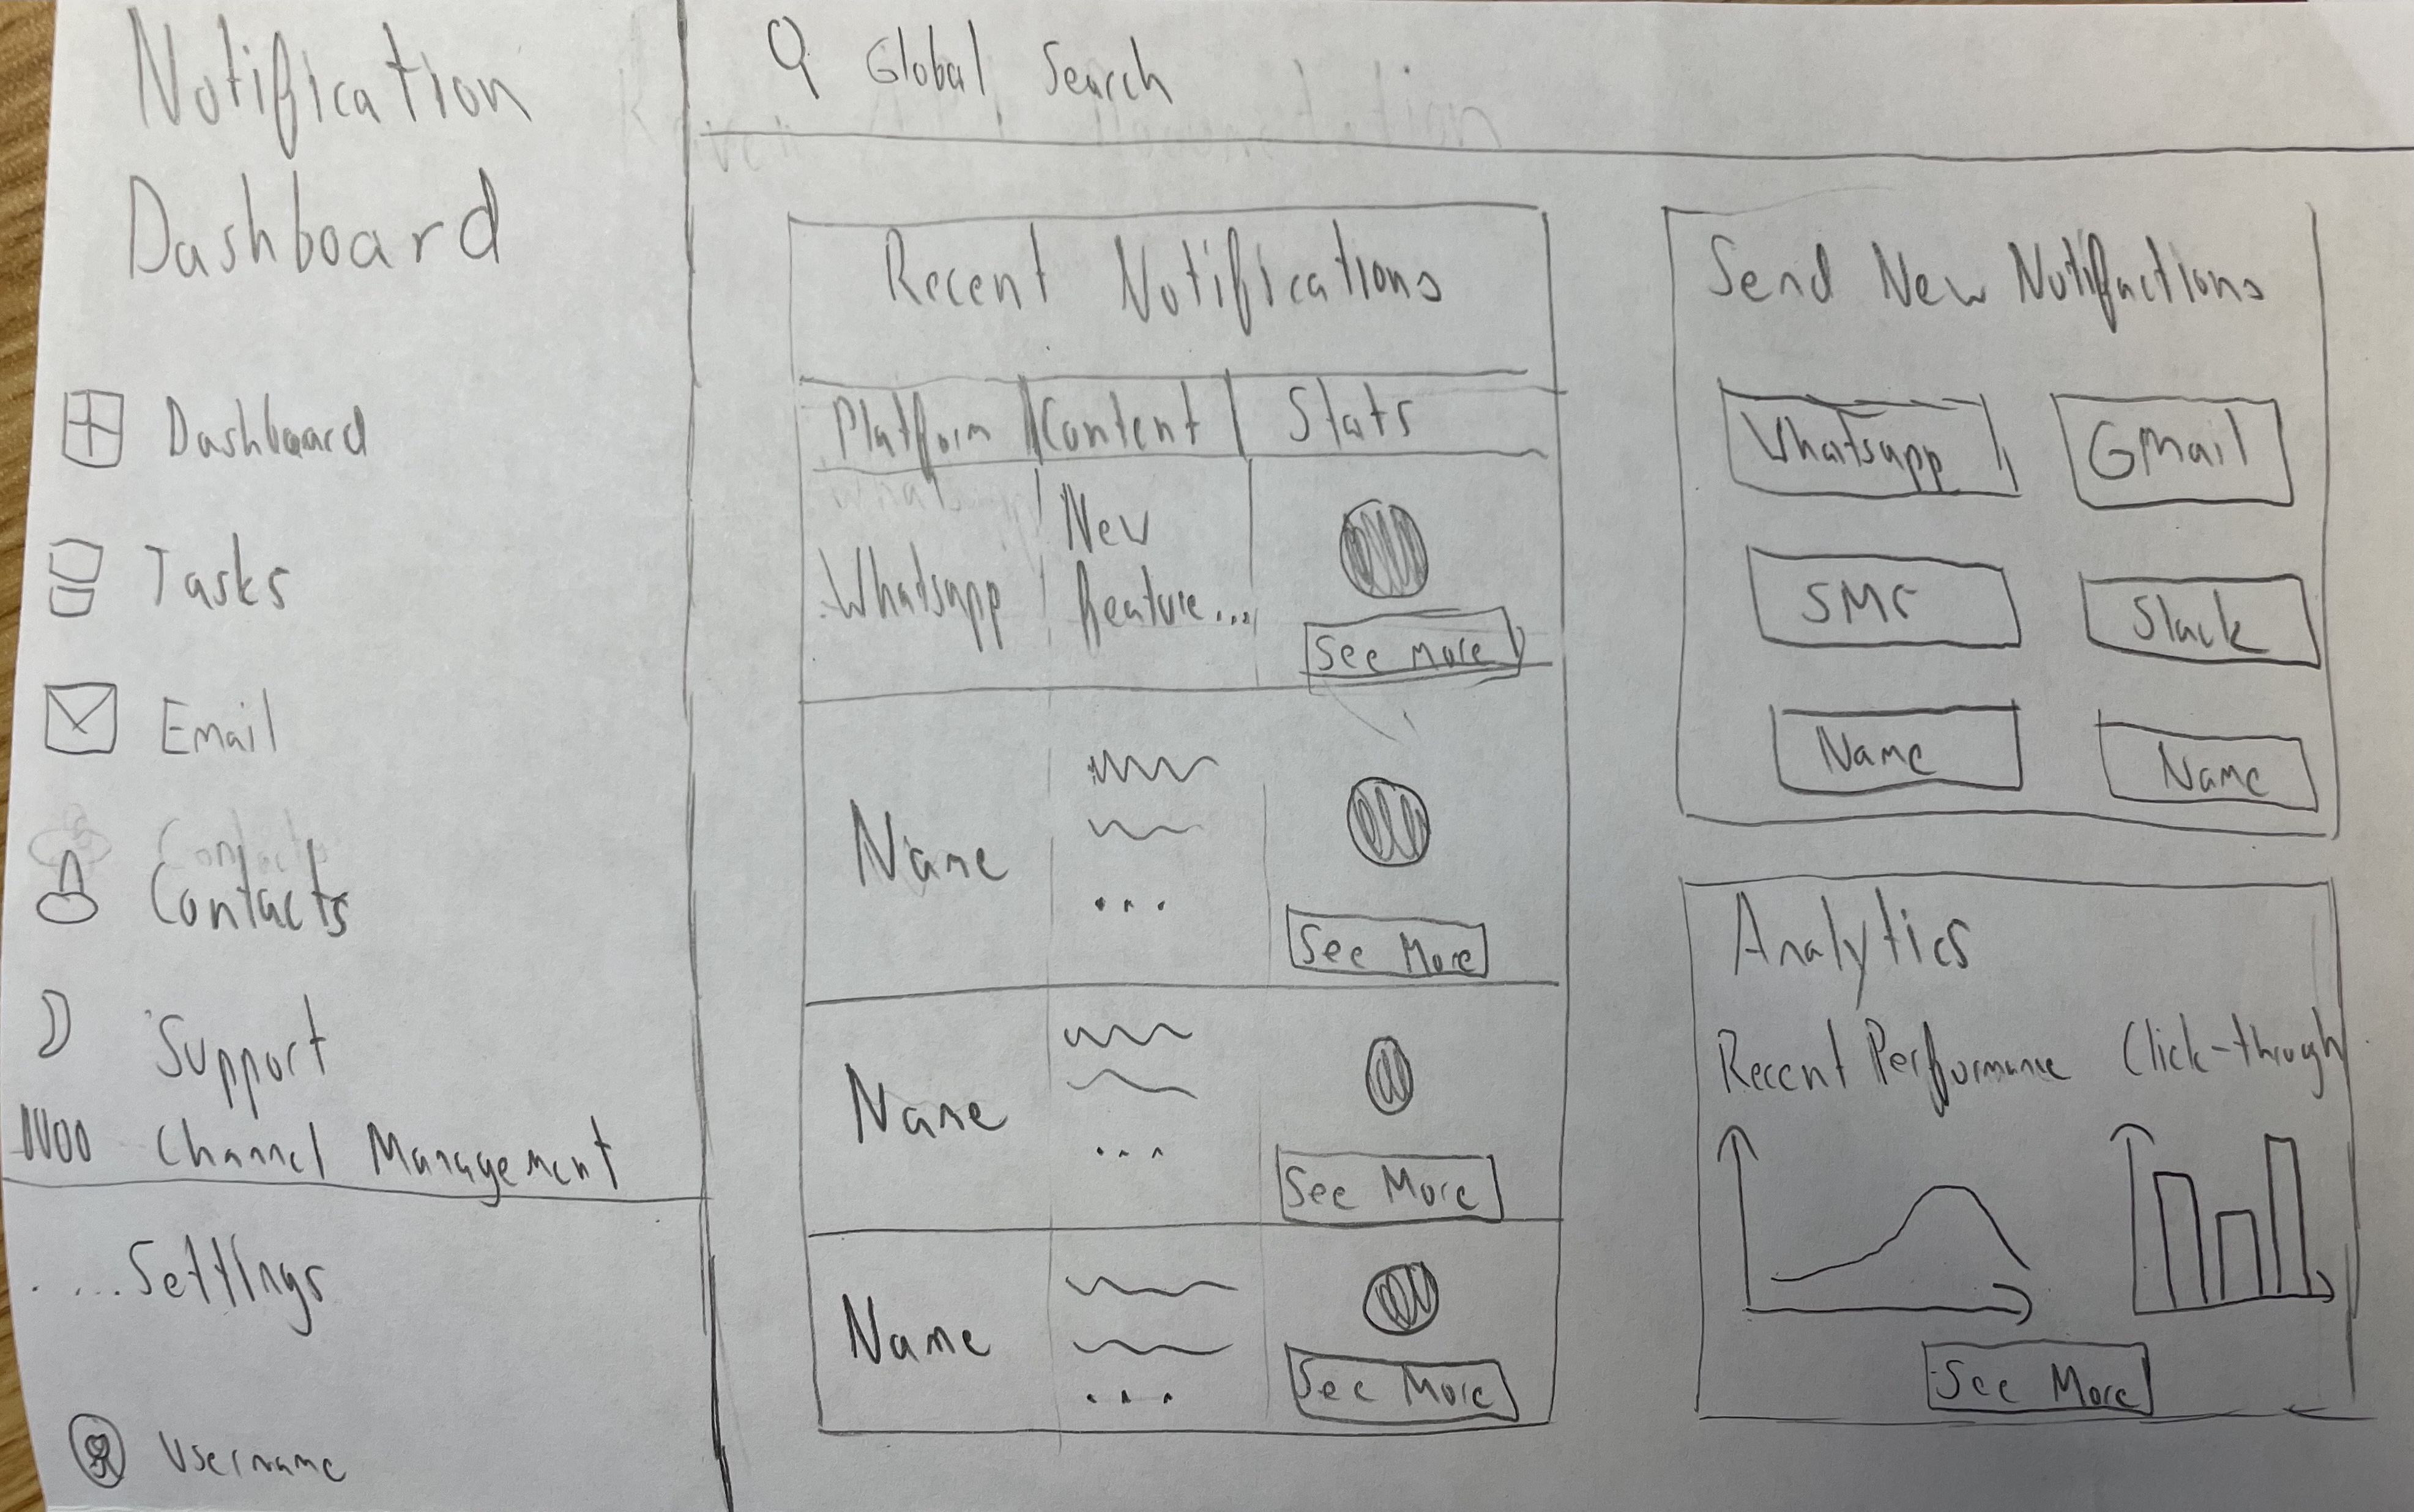 Notification
Dashboard
Dashboard
Tasks
Email
Contacts
Support
Channel Management
....Settings
Username
Global Search
Recent Notifications
Platform Content Stats
Whatsapp New
Feature...
See more
Name
...
See More
Name
...
See More
Name
...
See More
Send New Notifactions
Whatsapp GMail
SMS Slack
Name Name
Analytics
Recent Performance Click-through
See More